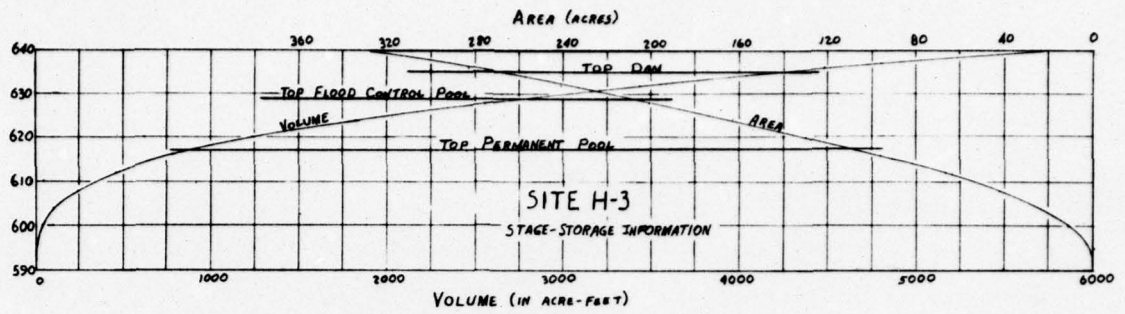 AREA (ACRES)
360 320 280 240 200 160 120 80 40 0
640
TOP DAM
630
TOP FLOOD CONTROL POOL
VOLUME
AREA
620
TOP PERMANENT POOL
610
SITE H-3
600
STAGE-STORAGE INFORMATION
590
0 1000 2000 3000 4000 5000 6000
VOLUME (IN ACRE-FEET)